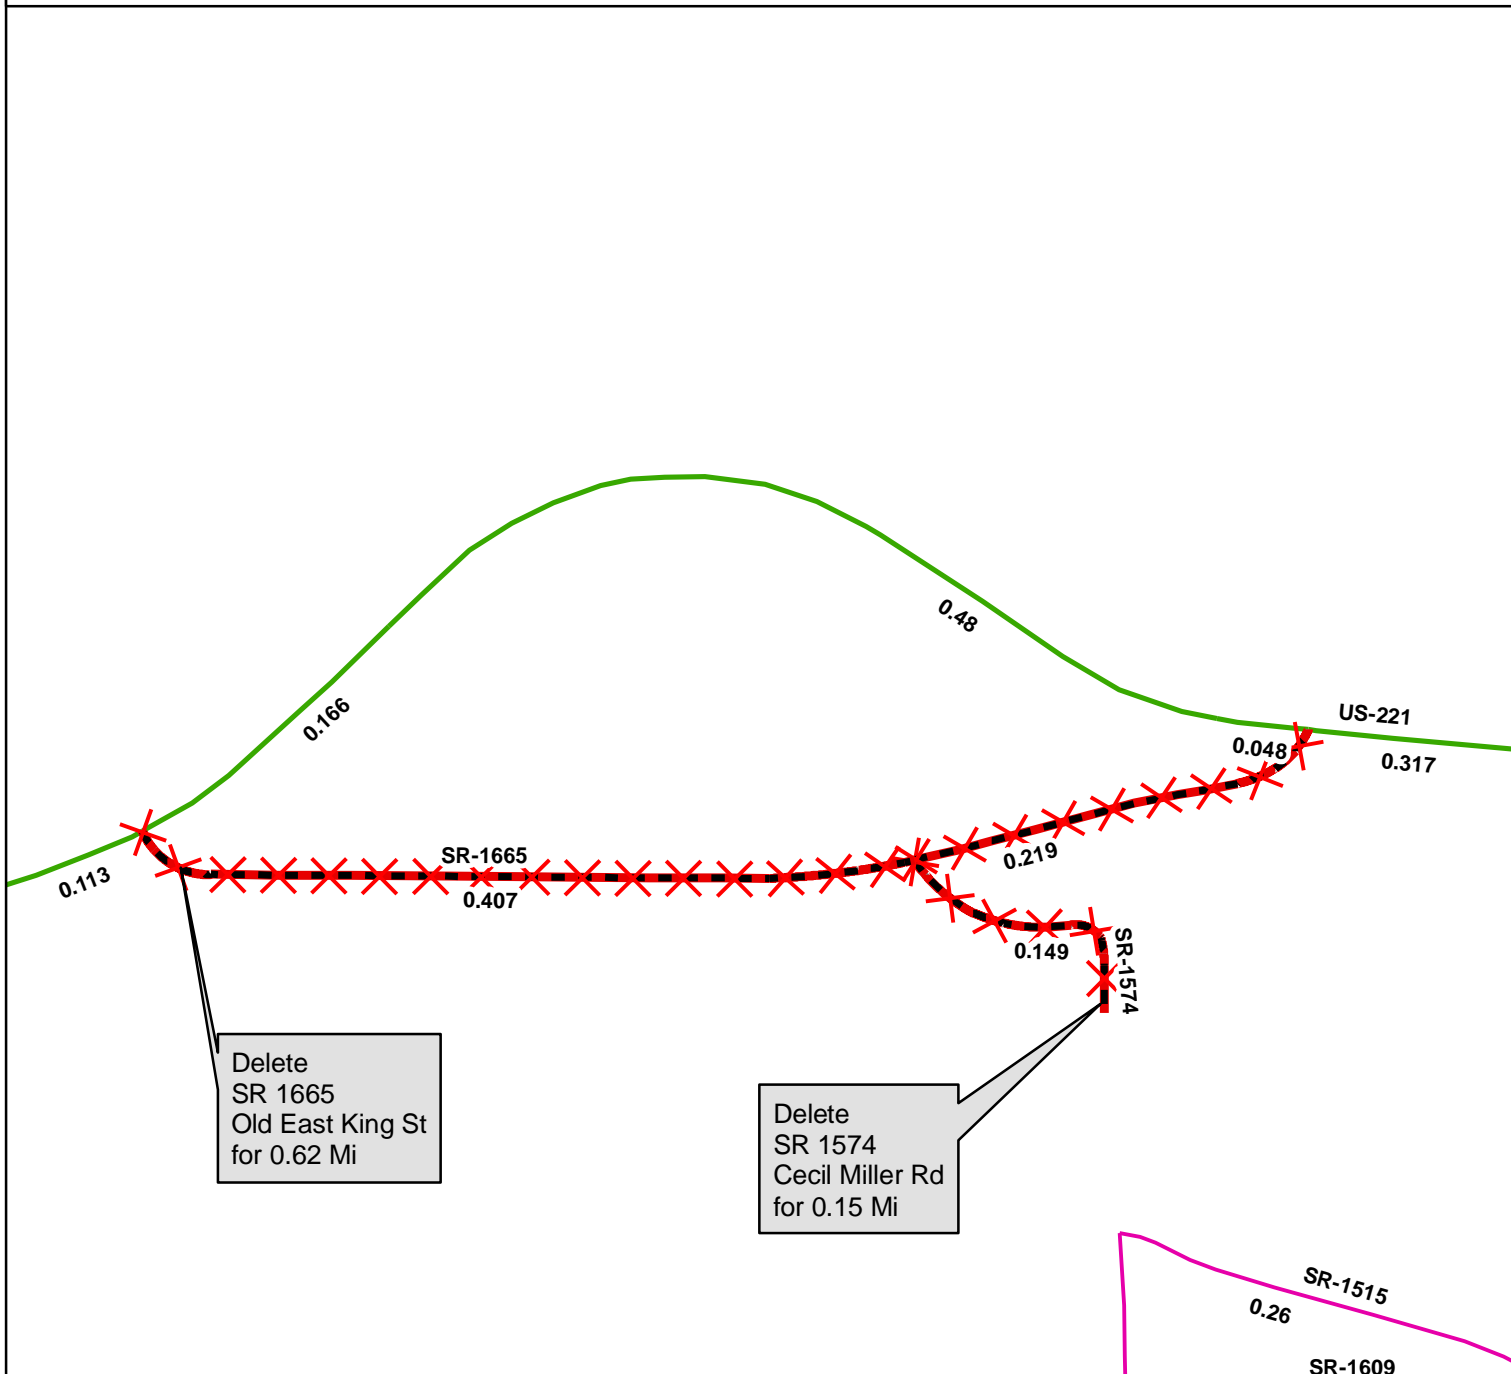 0.48
0.166
US-221
0.048
0.317
0.113
SR-1665
0.407
0.219
0.149
SR-1574
Delete
SR 1665
Old East King St
for 0.62 Mi
Delete
SR 1574
Cecil Miller Rd
for 0.15 Mi
SR-1515
0.26
SR-1609